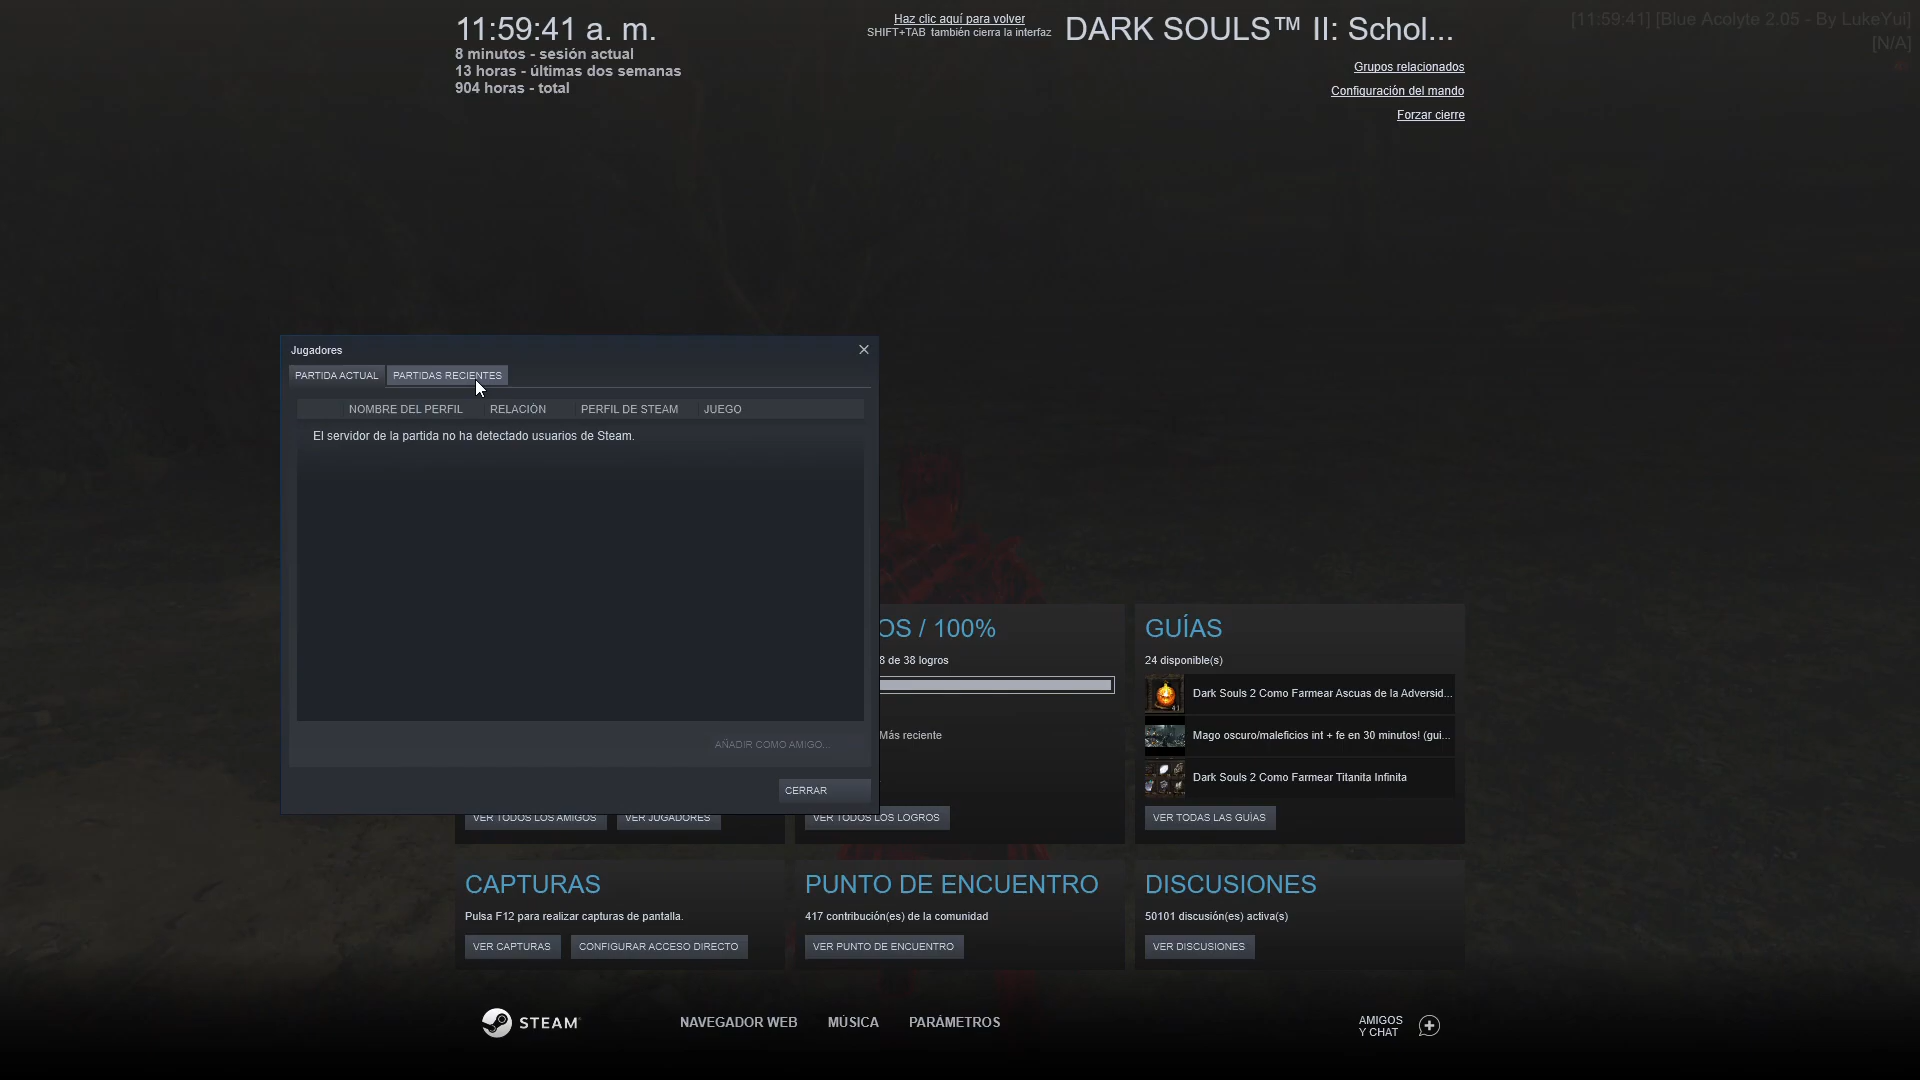 11:59:41 a. m.
8 minutos - sesión actual
13 horas - últimas dos semanas
904 horas - total
Haz clic aquí para volver
SHIFT+TAB también cierra la interfaz
DARK SOULS™ II: Schol...
Grupos relacionados
Configuración del mando
Forzar cierre
[11:59:41] [Blue Acolyte 2.05 - By LukeYui]
[N/A]
Jugadores
PARTIDA ACTUAL
PARTIDAS RECIENTES
NOMBRE DEL PERFIL
RELACIÓN
PERFIL DE STEAM
JUEGO
El servidor de la partida no ha detectado usuarios de Steam.
AÑADIR COMO AMIGO...
CERRAR
VER TODOS LOS AMIGOS
VER JUGADORES
OS / 100%
8 de 38 logros
Más reciente
VER TODOS LOS LOGROS
GUÍAS
24 disponible(s)
Dark Souls 2 Como Farmear Ascuas de la Adversid...
Mago oscuro/maleficios int + fe en 30 minutos! (gui...
Dark Souls 2 Como Farmear Titanita Infinita
VER TODAS LAS GUÍAS
CAPTURAS
Pulsa F12 para realizar capturas de pantalla.
VER CAPTURAS
CONFIGURAR ACCESO DIRECTO
PUNTO DE ENCUENTRO
417 contribución(es) de la comunidad
VER PUNTO DE ENCUENTRO
DISCUSIONES
50101 discusión(es) activa(s)
VER DISCUSIONES
STEAM
NAVEGADOR WEB
MÚSICA
PARÁMETROS
AMIGOS
Y CHAT